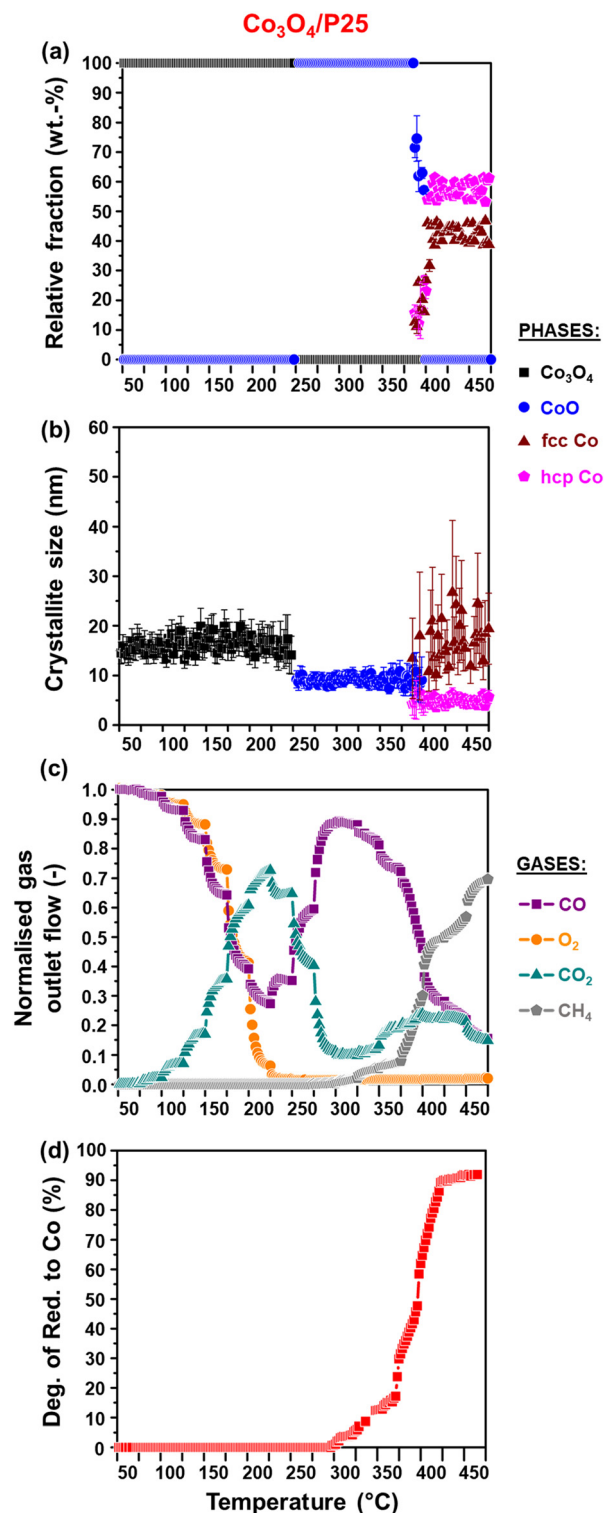 Co₃O₄/P25
(a)
100
90
80
70
60
50
40
30
20
10
0
Relative fraction (wt.-%)
50 100 150 200 250 300 350 400 450
PHASES:
Co₃O₄
CoO
fcc Co
hcp Co
(b)
60
50
40
30
20
10
0
Crystallite size (nm)
50 100 150 200 250 300 350 400 450
(c)
1.0
0.9
0.8
0.7
0.6
0.5
0.4
0.3
0.2
0.1
0.0
Normalised gas
outlet flow (-)
50 100 150 200 250 300 350 400 450
GASES:
CO
O₂
CO₂
CH₄
(d)
100
90
80
70
60
50
40
30
20
10
0
Deg. of Red. to Co (%)
50 100 150 200 250 300 350 400 450
Temperature (°C)